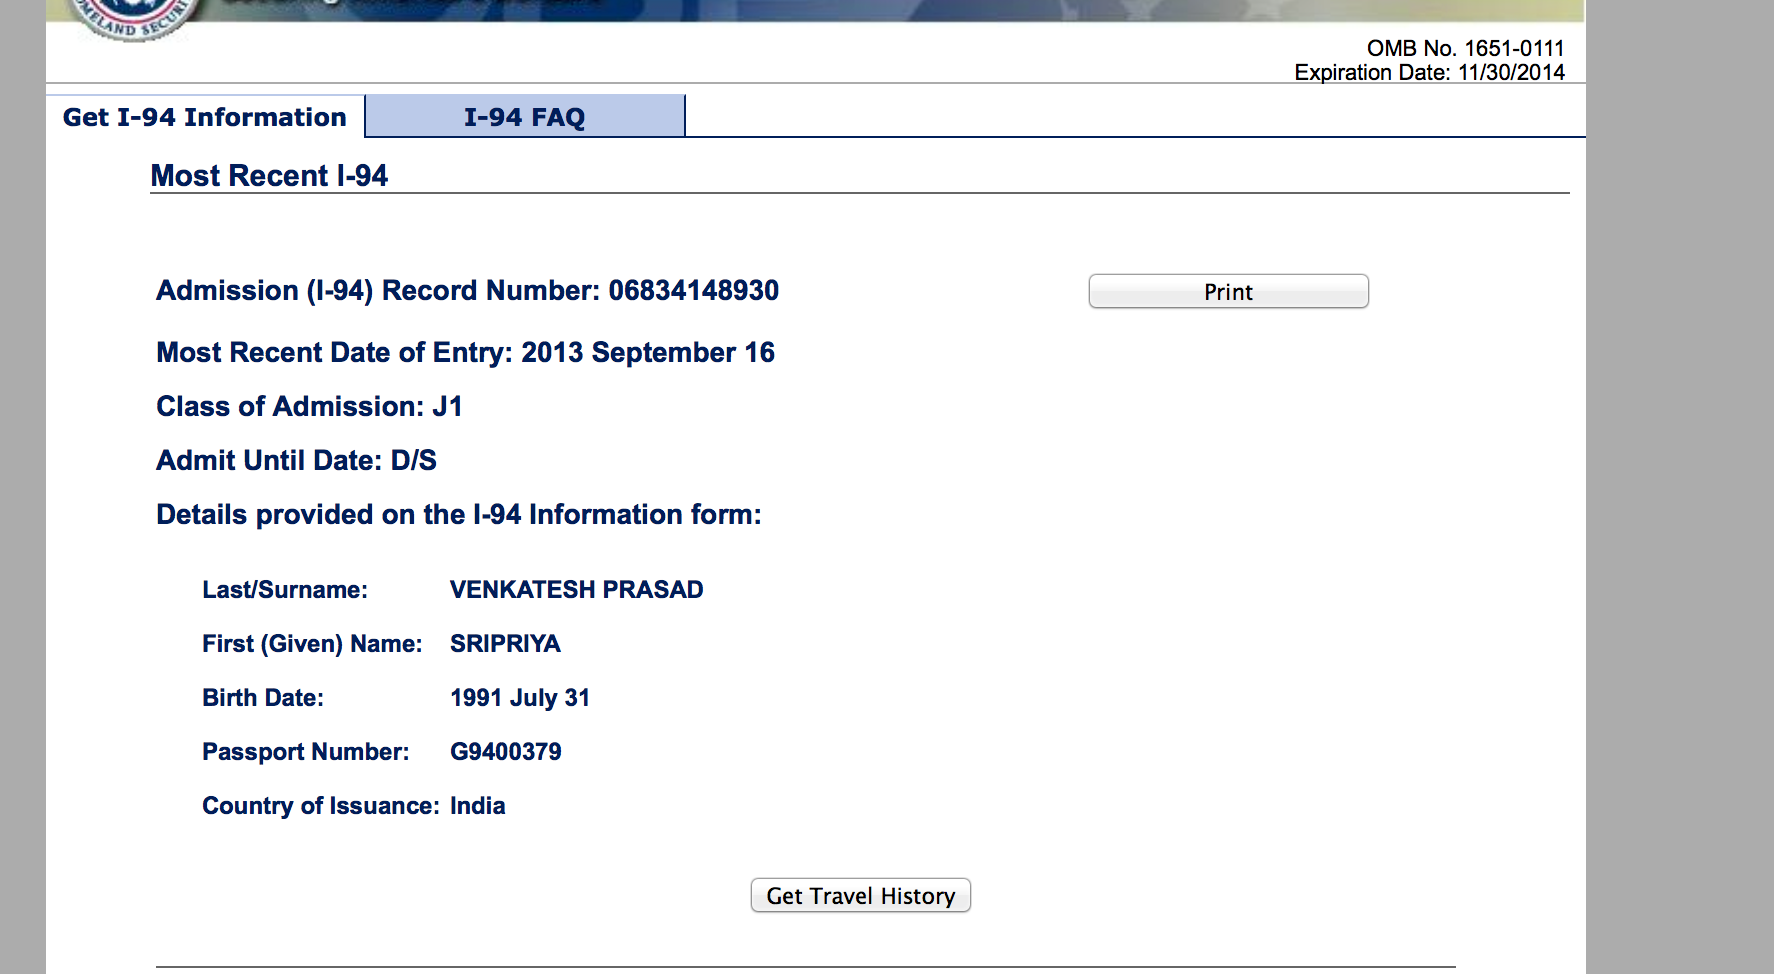 OMELAND SECURI
OMB No. 1651-0111
Expiration Date: 11/30/2014
Get I-94 Information
I-94 FAQ
Most Recent I-94
Admission (I-94) Record Number: 06834148930
Print
Most Recent Date of Entry: 2013 September 16
Class of Admission: J1
Admit Until Date: D/S
Details provided on the I-94 Information form:
Last/Surname: VENKATESH PRASAD
First (Given) Name: SRIPRIYA
Birth Date: 1991 July 31
Passport Number: G9400379
Country of Issuance: India
Get Travel History